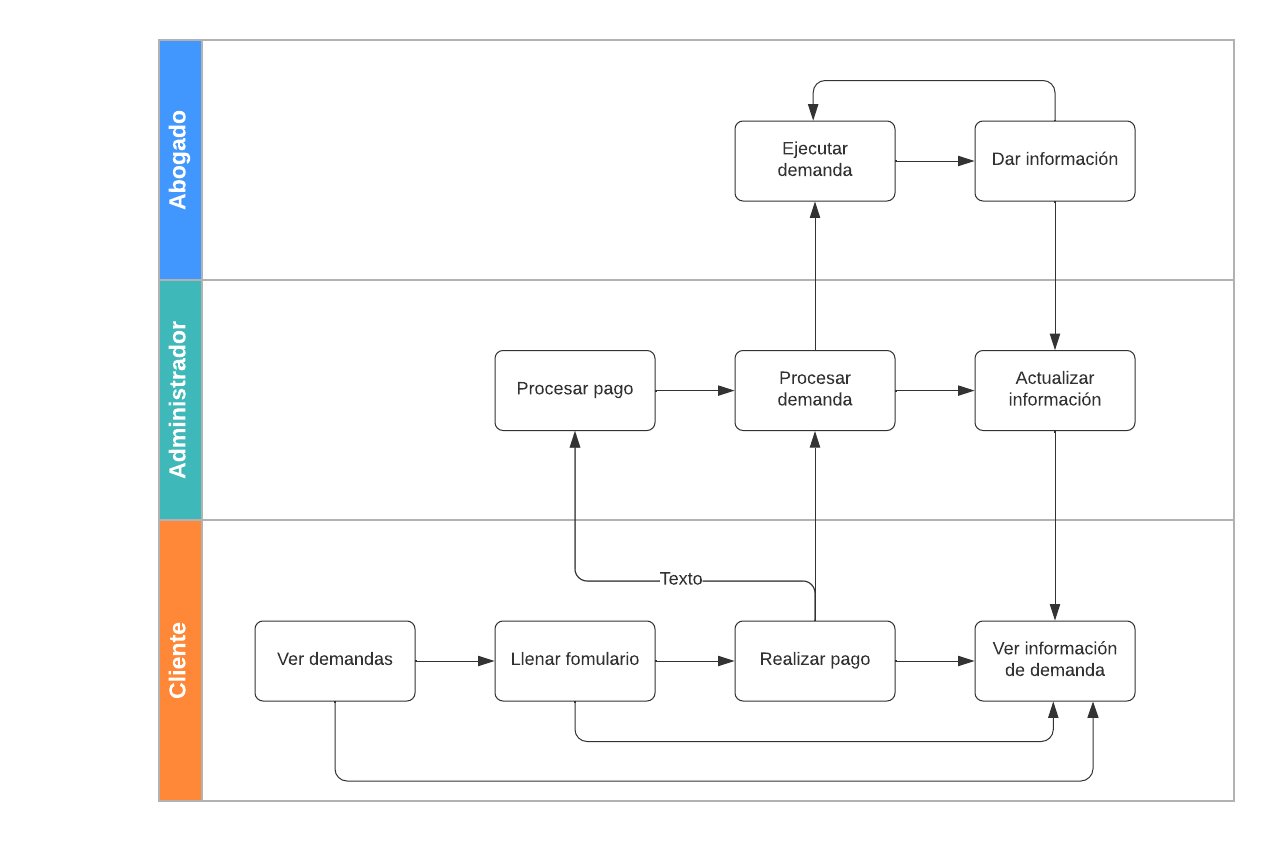 Abogado
Ejecutar
demanda
Dar información
Administrador
Procesar pago
Procesar
demanda
Actualizar
información
Cliente
Texto
Ver demandas
Llenar fomulario
Realizar pago
Ver información
de demanda